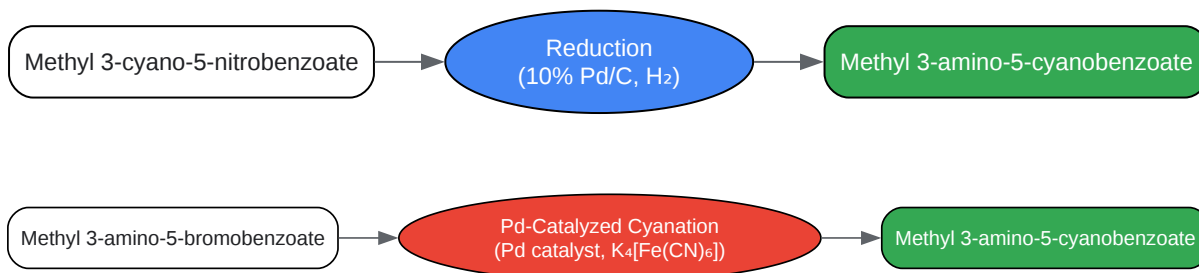 Methyl 3-cyano-5-nitrobenzoate
Reduction
(10% Pd/C, H₂)
Methyl 3-amino-5-cyanobenzoate
Methyl 3-amino-5-bromobenzoate
Pd-Catalyzed Cyanation
(Pd catalyst, K₄[Fe(CN)₆])
Methyl 3-amino-5-cyanobenzoate